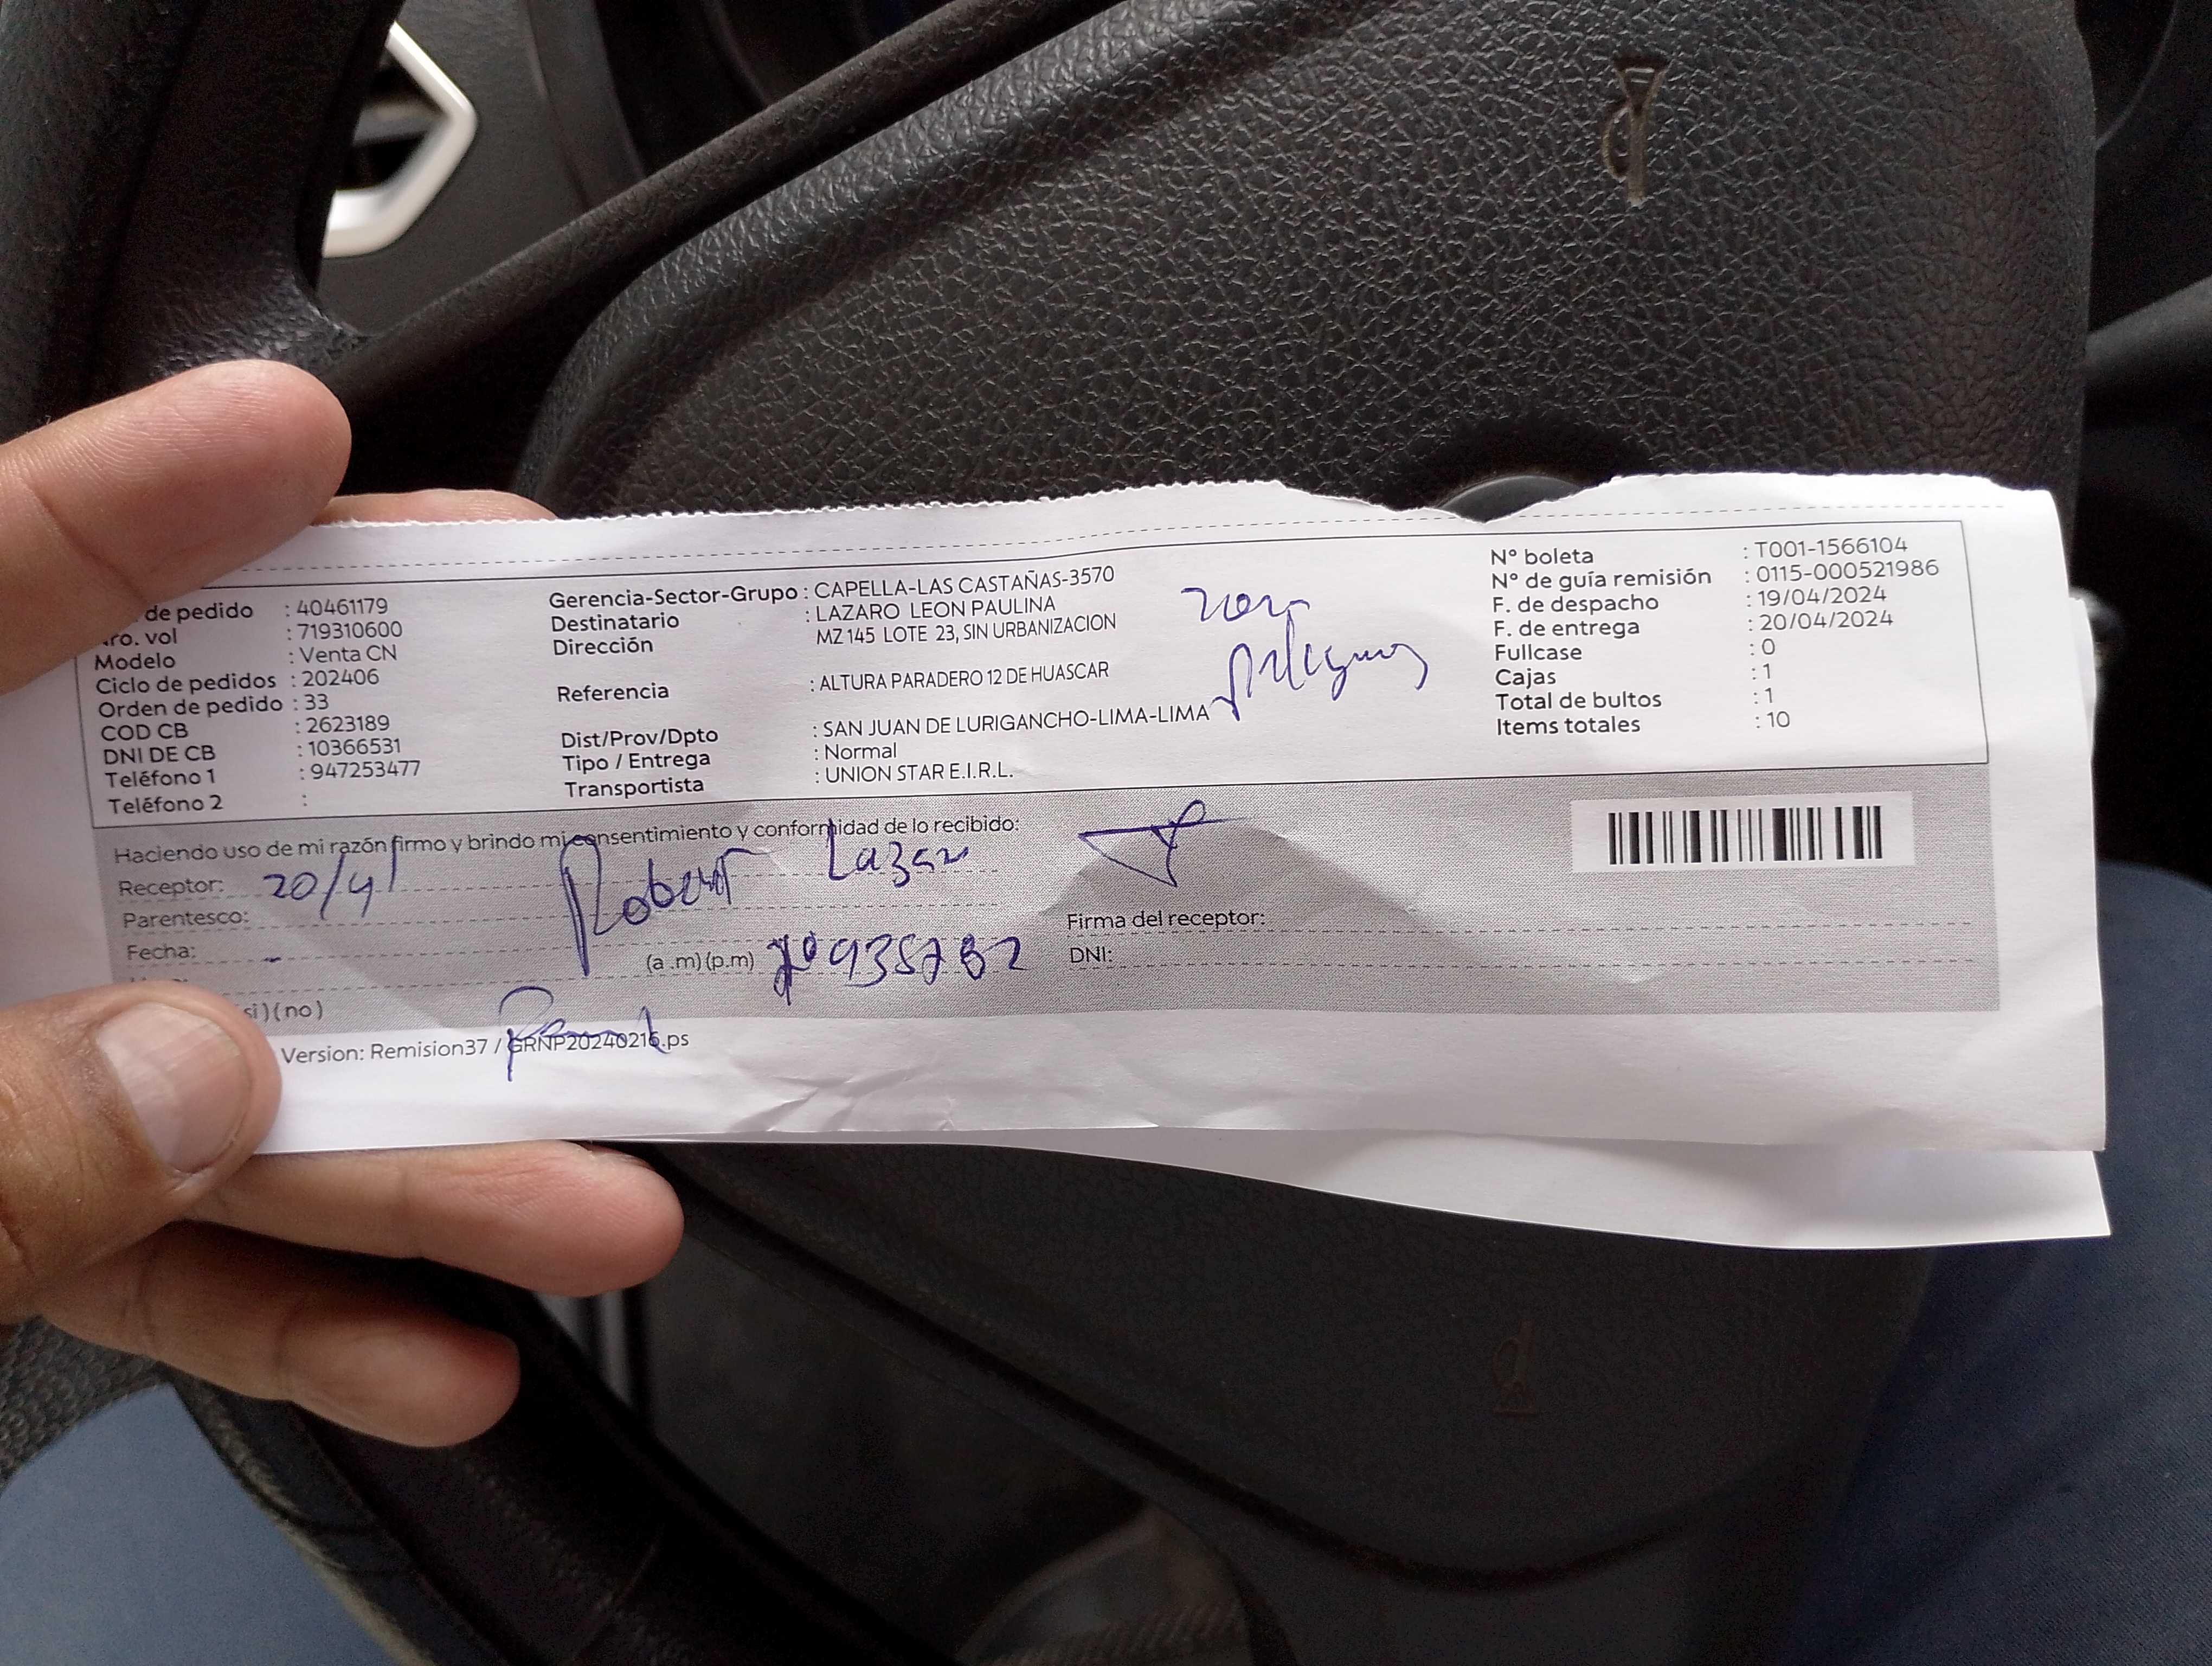 de pedido : 40461179
ro. vol : 719310600
Modelo : Venta CN
Ciclo de pedidos : 202406
Orden de pedido : 33
COD CB : 2623189
DNI DE CB : 10366531
Teléfono 1 : 947253477
Teléfono 2 :
Gerencia-Sector-Grupo : CAPELLA-LAS CASTAÑAS-3570
Destinatario : LAZARO LEON PAULINA
Dirección MZ 145 LOTE 23, SIN URBANIZACION
Referencia : ALTURA PARADERO 12 DE HUASCAR
Dist/Prov/Dpto : SAN JUAN DE LURIGANCHO-LIMA-LIMA
Tipo / Entrega : Normal
Transportista : UNION STAR E.I.R.L.
N° boleta : T001-1566104
N° de guía remisión : 0115-000521986
F. de despacho : 19/04/2024
F. de entrega : 20/04/2024
Fullcase : 0
Cajas : 1
Total de bultos : 1
Items totales : 10
Haciendo uso de mi razón firmo y brindo mi consentimiento y conformidad de lo recibido:
Receptor: 20/4 Robert Lazaro
Parentesco:
Firma del receptor:
Fecha:
(a .m) (p.m)
DNI:
si ) ( no )
Version: Remision37 / GRNP20240216.ps